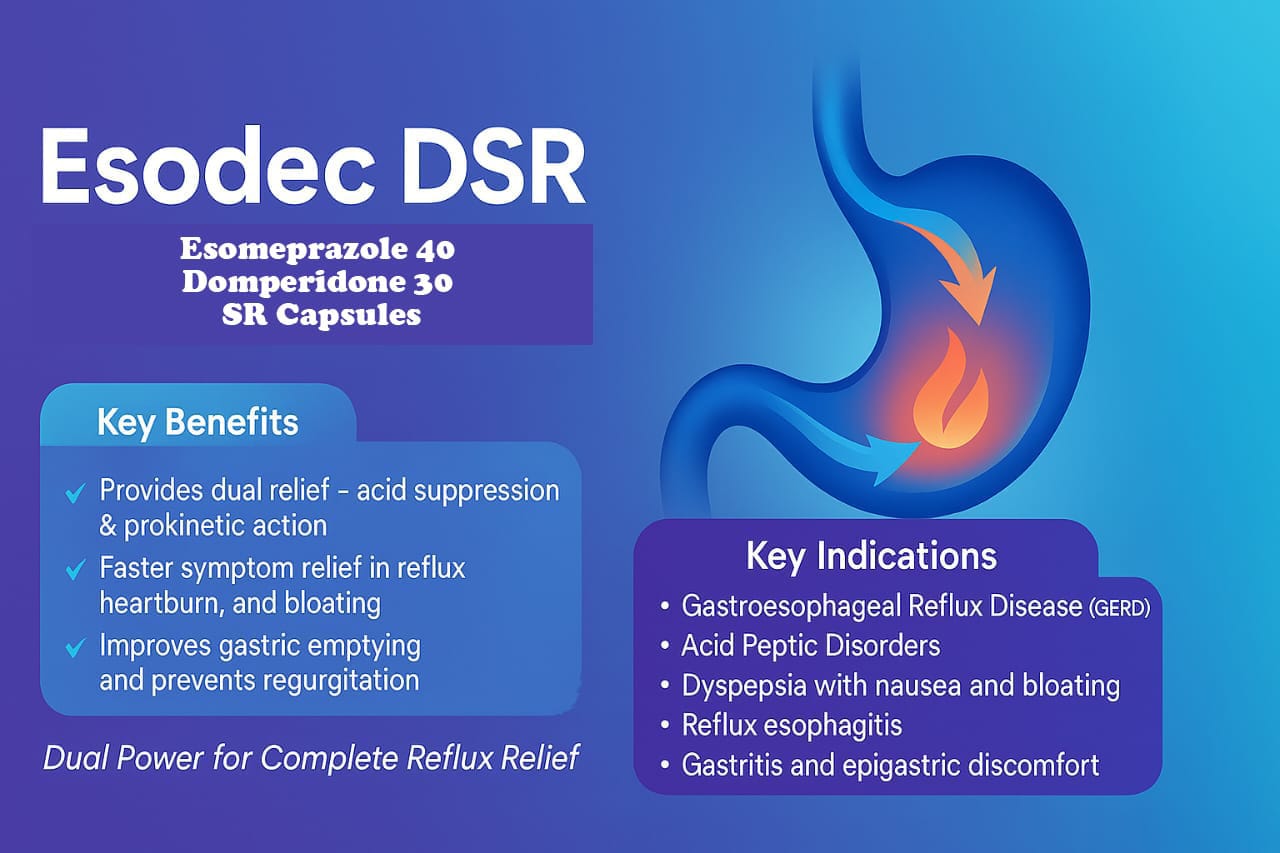 Esodec DSR
Esomeprazole 40
Domperidone 30
SR Capsules
Key Benefits
Provides dual relief – acid suppression
& prokinetic action
Faster symptom relief in reflux
heartburn, and bloating
Improves gastric emptying
and prevents regurgitation
Dual Power for Complete Reflux Relief
Key Indications
• Gastroesophageal Reflux Disease (GERD)
• Acid Peptic Disorders
• Dyspepsia with nausea and bloating
• Reflux esophagitis
• Gastritis and epigastric discomfort